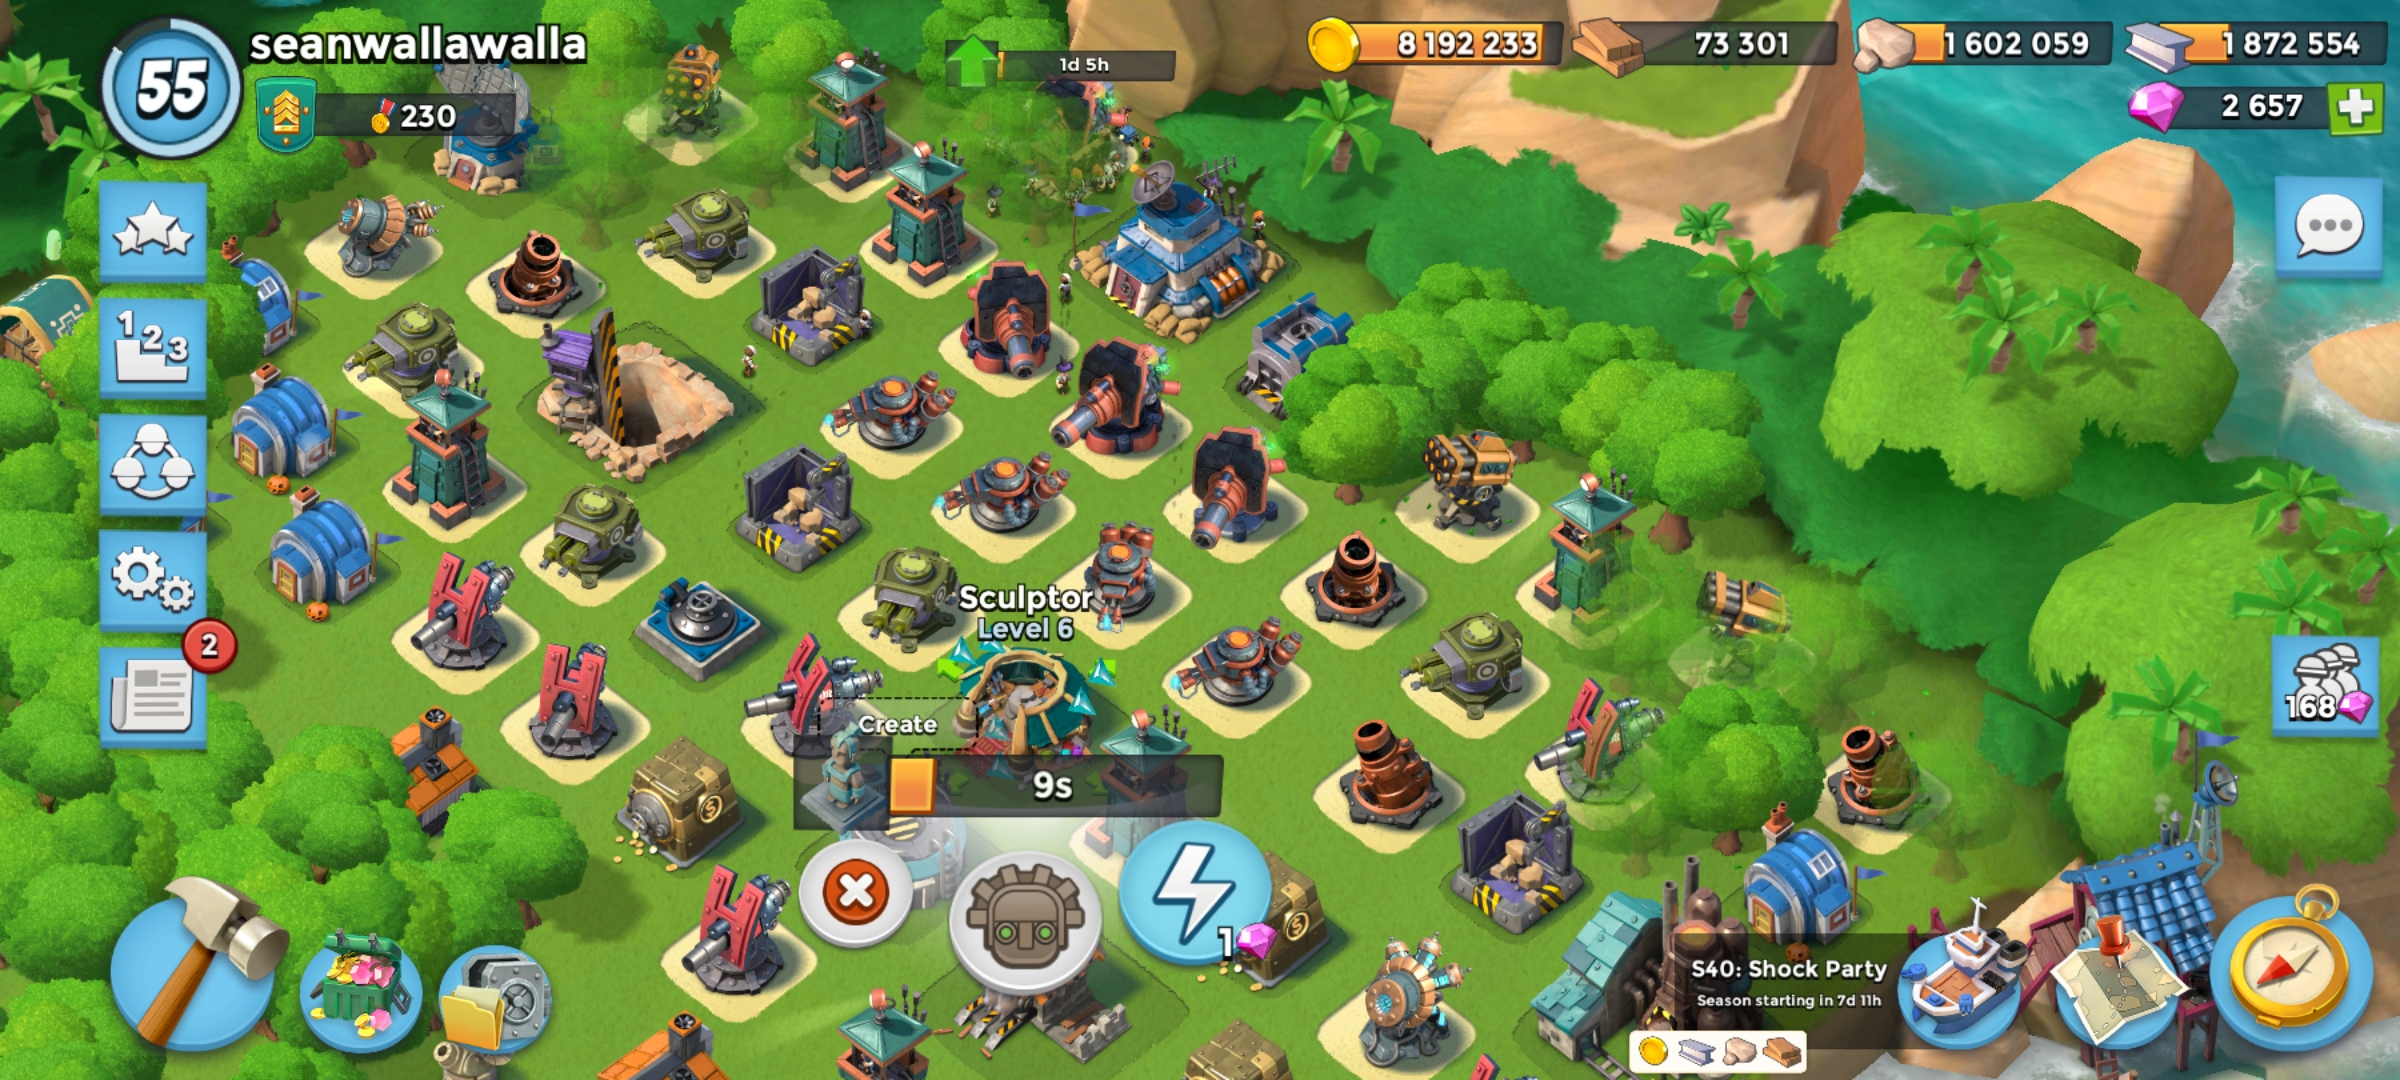 55
seanwallawalla
230
1d 5h
8 192 233
73 301
1 602 059
1 872 554
2 657
123
2
Sculptor
Level 6
Create
9s
1
168
S40: Shock Party
Season starting in 7d 11h